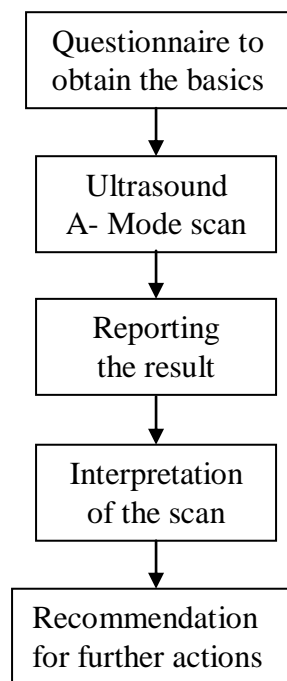 Questionnaire to
obtain the basics
Ultrasound
A- Mode scan
Reporting
the result
Interpretation
of the scan
Recommendation
for further actions